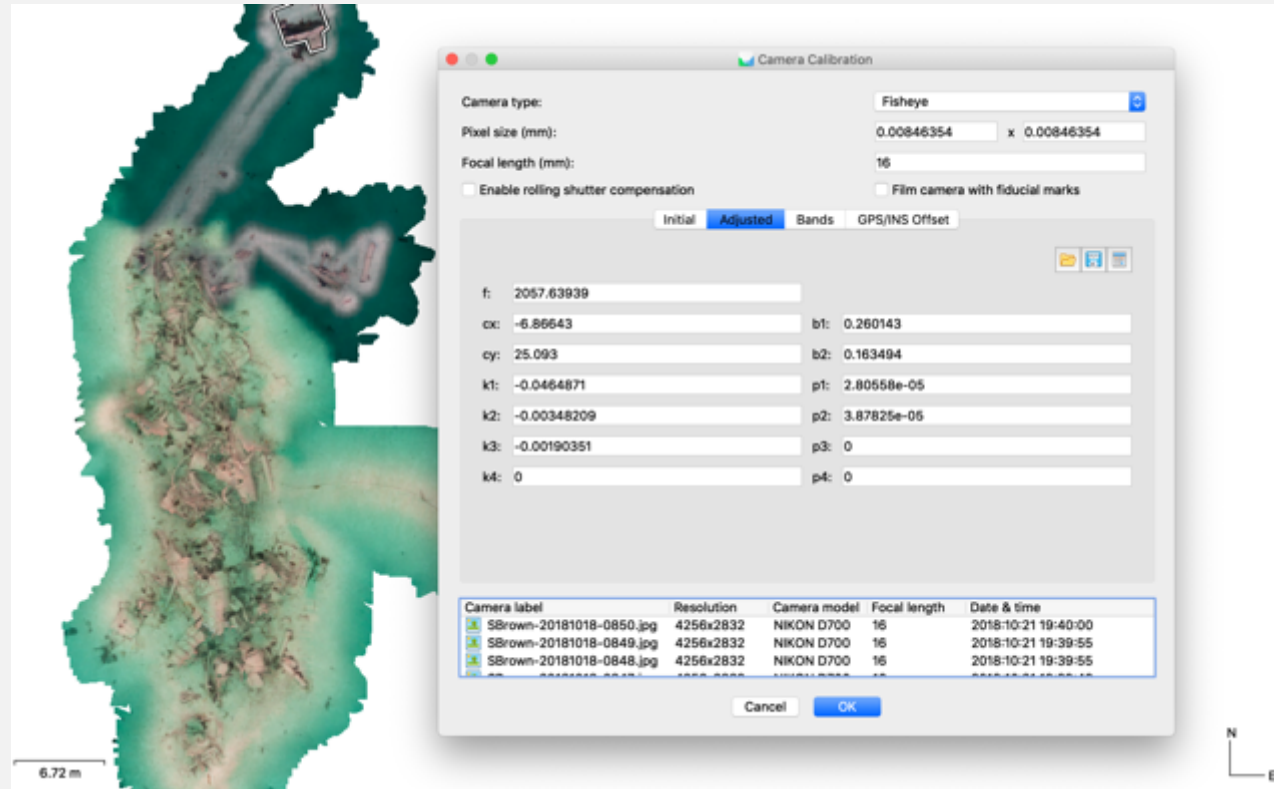 Camera Calibration
Camera type: Fisheye
Pixel size (mm): 0.00846354 x 0.00846354
Focal length (mm): 16
Enable rolling shutter compensation Film camera with fiducial marks
Initial Adjusted Bands GPS/INS Offset
f: 2057.63939
cx: -6.86643 b1: 0.260143
cy: 25.093 b2: 0.163494
k1: -0.0464871 p1: 2.80558e-05
k2: -0.00348209 p2: 3.87825e-05
k3: -0.00190351 p3: 0
k4: 0 p4: 0
Camera label Resolution Camera model Focal length Date & time
SBrown-20181018-0850.jpg 4256x2832 NIKON D700 16 2018:10:21 19:40:00
SBrown-20181018-0849.jpg 4256x2832 NIKON D700 16 2018:10:21 19:39:55
SBrown-20181018-0848.jpg 4256x2832 NIKON D700 16 2018:10:21 19:39:55
Cancel OK
N
E
6.72 m